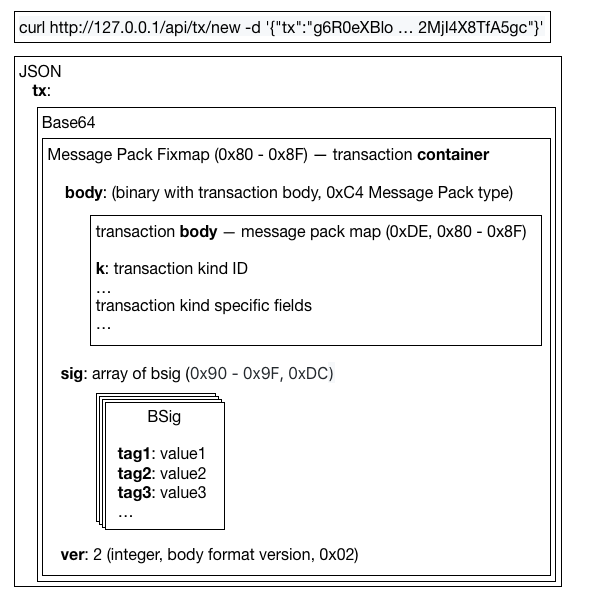 curl http://127.0.0.1/api/tx/new -d '{"tx":"g6R0eXBlo … 2MjI4X8TfA5gc"}'
JSON
tx:
Base64
Message Pack Fixmap (0x80 - 0x8F) — transaction container
body: (binary with transaction body, 0xC4 Message Pack type)
transaction body — message pack map (0xDE, 0x80 - 0x8F)
k: transaction kind ID
…
transaction kind specific fields
…
sig: array of bsig (0x90 - 0x9F, 0xDC)
BSig
tag1: value1
tag2: value2
tag3: value3
…
ver: 2 (integer, body format version, 0x02)